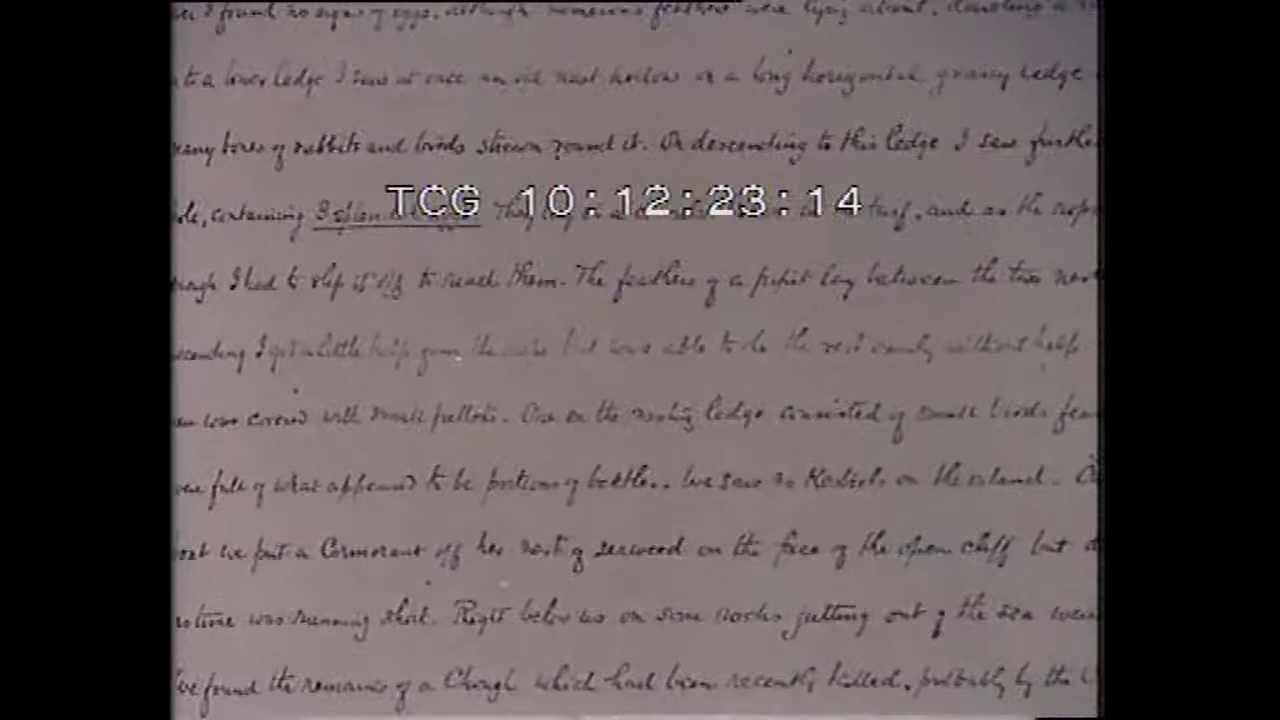 I found no signs of eggs, although numerous feathers were lying about,
to a lower ledge I saw at once an old nest hollow on a long horizontal grassy ledge
many bones of rabbits and birds strewn round it. On descending to this ledge I saw further
containing 3
TCG 10:12:23:14
turf, and as the rope
I had to slip it off to reach them. The feathers of a pipit lay between the two
I got a little help from the rope but was able to do the rest easily without help
was covered with small pellets. One on the nesting ledge consisted of small birds
full of what appeared to be portions of beetles. We saw no Kestrels on the island.
we put a Cormorant off her nest of seaweed on the face of the open cliff but
time was running short. Right below us on some rocks jutting out of the sea were
We found the remains of a Chough which had been recently killed, probably by the